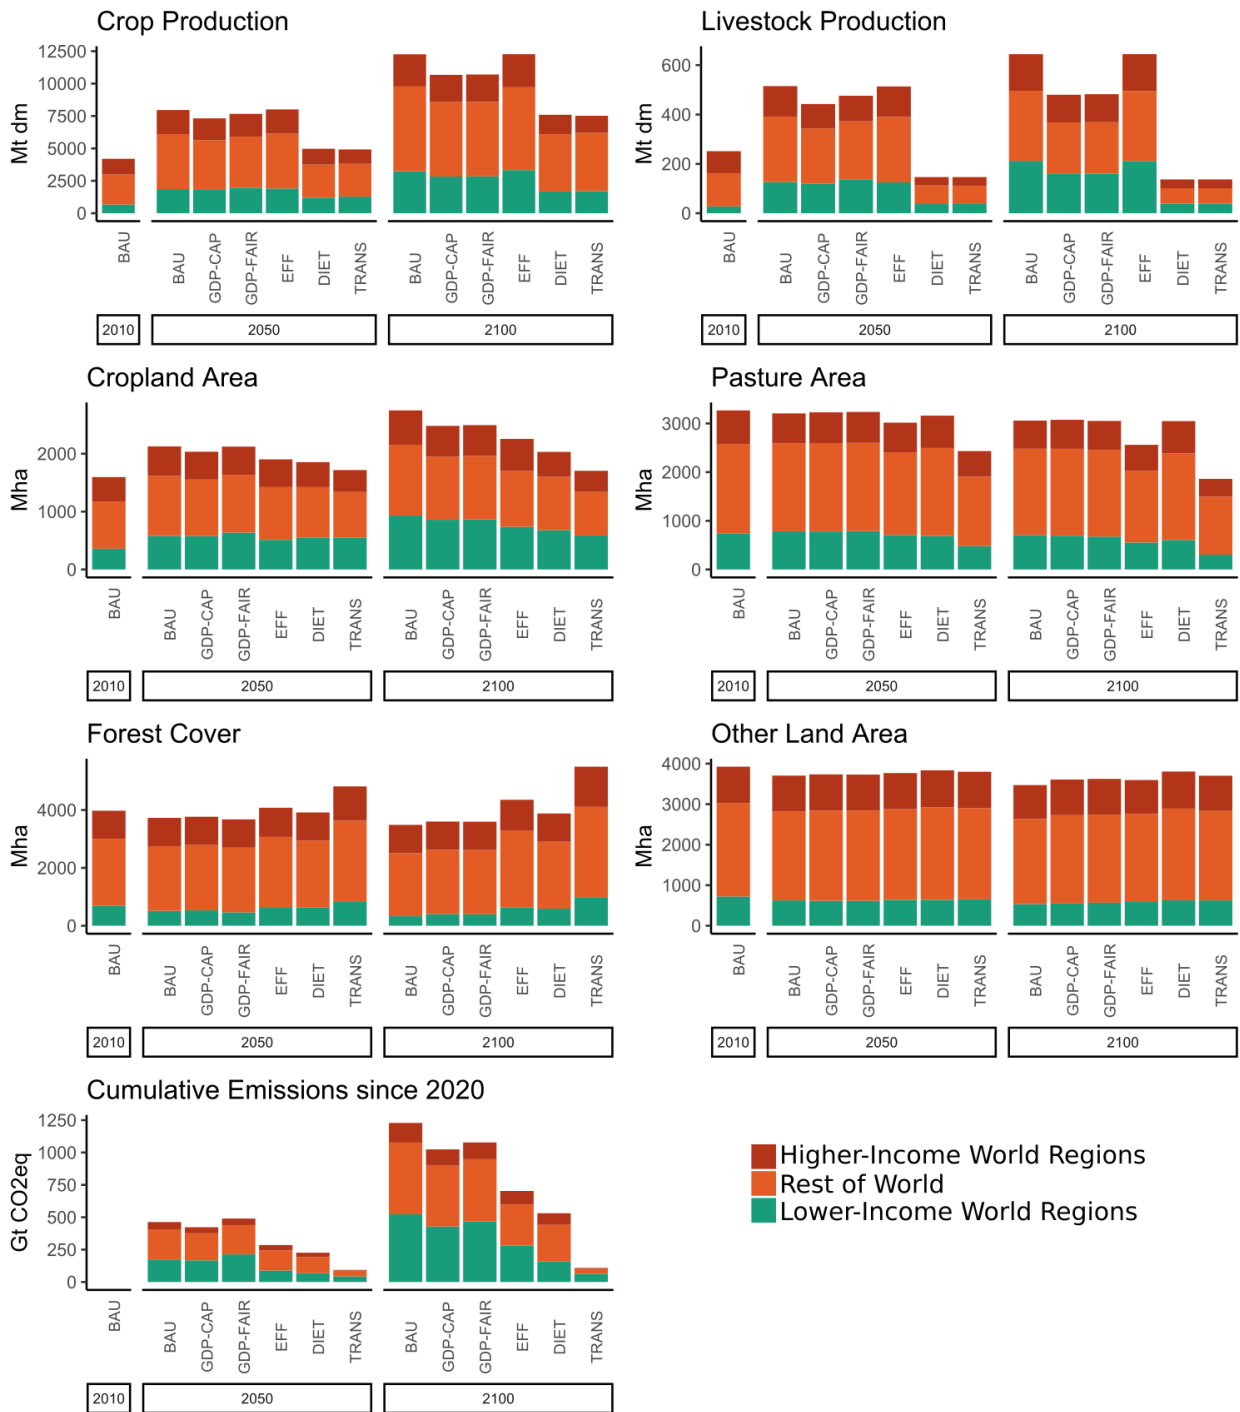 Crop Production
Mt dm
12500
10000
7500
5000
2500
0
BAU
BAU
GDP-CAP
GDP-FAIR
EFF
DIET
TRANS
BAU
GDP-CAP
GDP-FAIR
EFF
DIET
TRANS
2010
2050
2100
Livestock Production
Mt dm
600
400
200
0
BAU
BAU
GDP-CAP
GDP-FAIR
EFF
DIET
TRANS
BAU
GDP-CAP
GDP-FAIR
EFF
DIET
TRANS
2010
2050
2100
Cropland Area
Mha
2000
1000
0
BAU
BAU
GDP-CAP
GDP-FAIR
EFF
DIET
TRANS
BAU
GDP-CAP
GDP-FAIR
EFF
DIET
TRANS
2010
2050
2100
Pasture Area
Mha
3000
2000
1000
0
BAU
BAU
GDP-CAP
GDP-FAIR
EFF
DIET
TRANS
BAU
GDP-CAP
GDP-FAIR
EFF
DIET
TRANS
2010
2050
2100
Forest Cover
Mha
4000
2000
0
BAU
BAU
GDP-CAP
GDP-FAIR
EFF
DIET
TRANS
BAU
GDP-CAP
GDP-FAIR
EFF
DIET
TRANS
2010
2050
2100
Other Land Area
Mha
4000
3000
2000
1000
0
BAU
BAU
GDP-CAP
GDP-FAIR
EFF
DIET
TRANS
BAU
GDP-CAP
GDP-FAIR
EFF
DIET
TRANS
2010
2050
2100
Cumulative Emissions since 2020
Gt CO2eq
1250
1000
750
500
250
0
BAU
BAU
GDP-CAP
GDP-FAIR
EFF
DIET
TRANS
BAU
GDP-CAP
GDP-FAIR
EFF
DIET
TRANS
2010
2050
2100
Higher-Income World Regions
Rest of World
Lower-Income World Regions